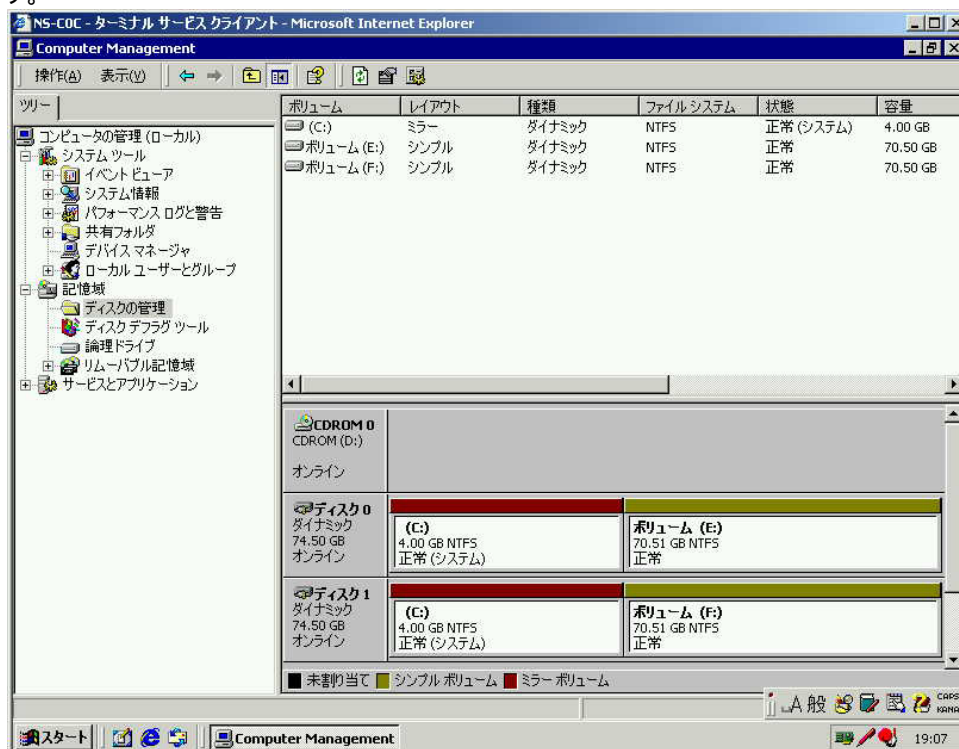 す。
NS-COC - ターミナル サービス クライアント - Microsoft Internet Explorer
Computer Management
操作(A) 表示(V)
ツリー
コンピュータの管理 (ローカル)
システム ツール
イベント ビューア
システム情報
パフォーマンス ログと警告
共有フォルダ
デバイス マネージャ
ローカル ユーザーとグループ
記憶域
ディスクの管理
ディスク デフラグ ツール
論理ドライブ
リムーバブル記憶域
サービスとアプリケーション
ボリューム レイアウト 種類 ファイル システム 状態 容量
(C:) ミラー ダイナミック NTFS 正常 (システム) 4.00 GB
ボリューム (E:) シンプル ダイナミック NTFS 正常 70.50 GB
ボリューム (F:) シンプル ダイナミック NTFS 正常 70.50 GB
CDROM 0
CDROM (D:)
オンライン
ディスク 0
ダイナミック
74.50 GB
オンライン
(C:)
4.00 GB NTFS
正常 (システム)
ボリューム (E:)
70.51 GB NTFS
正常
ディスク 1
ダイナミック
74.50 GB
オンライン
(C:)
4.00 GB NTFS
正常 (システム)
ボリューム (F:)
70.51 GB NTFS
正常
未割り当て シンプル ボリューム ミラー ボリューム
A 般 CAPS
KANA
スタート Computer Management 19:07